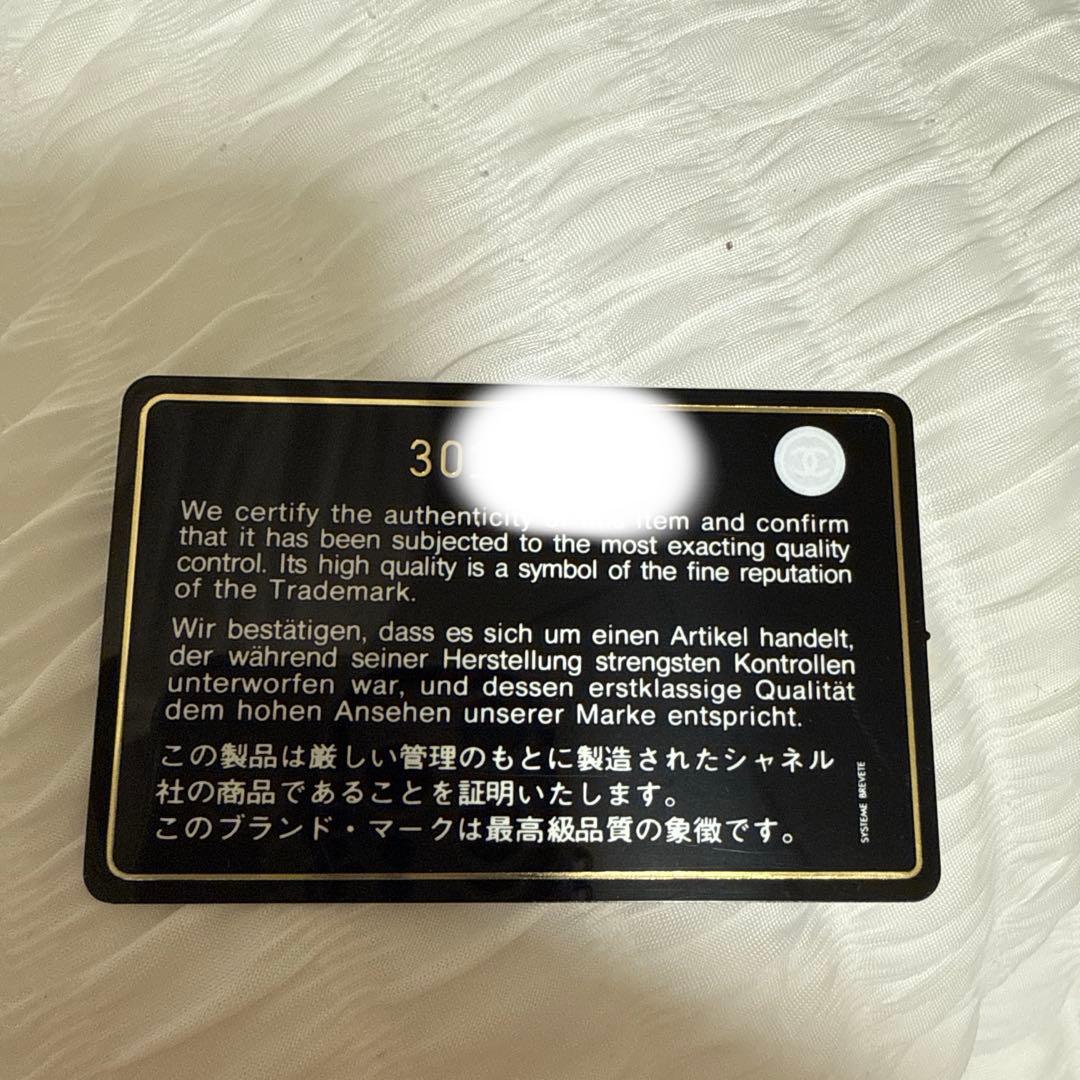 30
We certify the authenticity item and confirm
that it has been subjected to the most exacting quality
control. Its high quality is a symbol of the fine reputation
of the Trademark.
Wir bestätigen, dass es sich um einen Artikel handelt,
der während seiner Herstellung strengsten Kontrollen
unterworfen war, und dessen erstklassige Qualität
dem hohen Ansehen unserer Marke entspricht.
この製品は厳しい管理のもとに製造されたシャネル
社の商品であることを証明いたします。
このブランド・マークは最高級品質の象徴です。
SYSTEME BREVETE